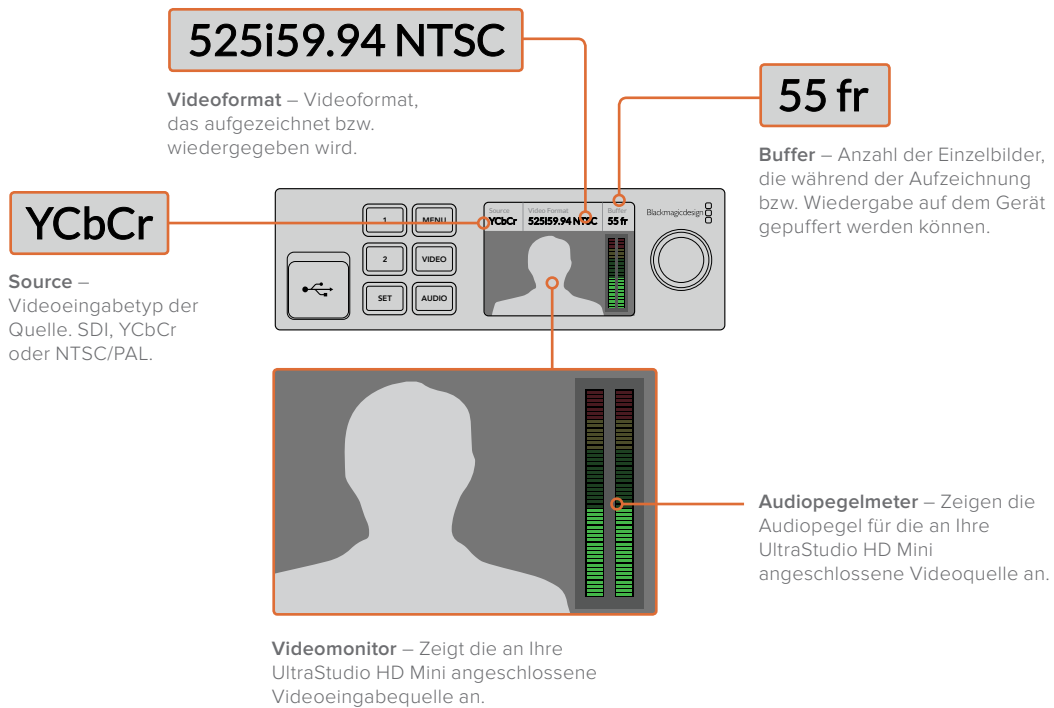 525i59.94 NTSC
Videoformat – Videoformat,
das aufgezeichnet bzw.
wiedergegeben wird.
55 fr
Buffer – Anzahl der Einzelbilder,
die während der Aufzeichnung
bzw. Wiedergabe auf dem Gerät
gepuffert werden können.
YCbCr
Source –
Videoeingabetyp der
Quelle. SDI, YCbCr
oder NTSC/PAL.
1
MENU
2
VIDEO
SET
AUDIO
Source
YCbCr
Video Format
525i59.94 NTSC
Buffer
55 fr
Blackmagicdesign
Audiopegelmeter – Zeigen die
Audiopegel für die an Ihre
UltraStudio HD Mini
angeschlossene Videoquelle an.
Videomonitor – Zeigt die an Ihre
UltraStudio HD Mini angeschlossene
Videoeingabequelle an.